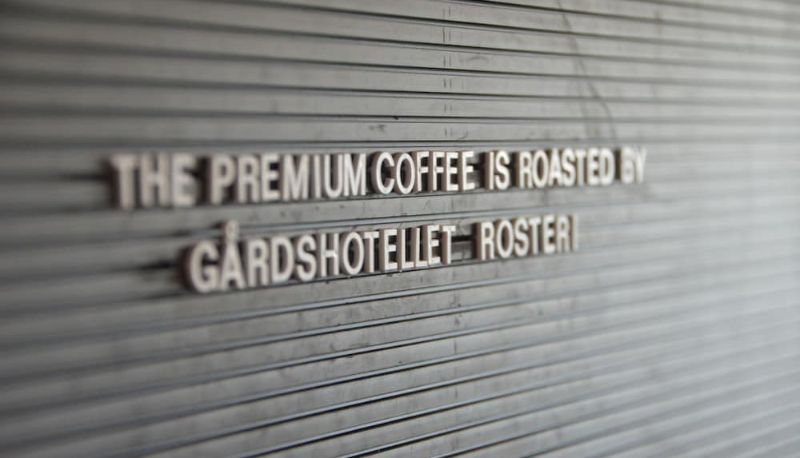 THE PREMIUM COFFEE IS ROASTED BY
GÅRDSHOTELLET ROSTERI